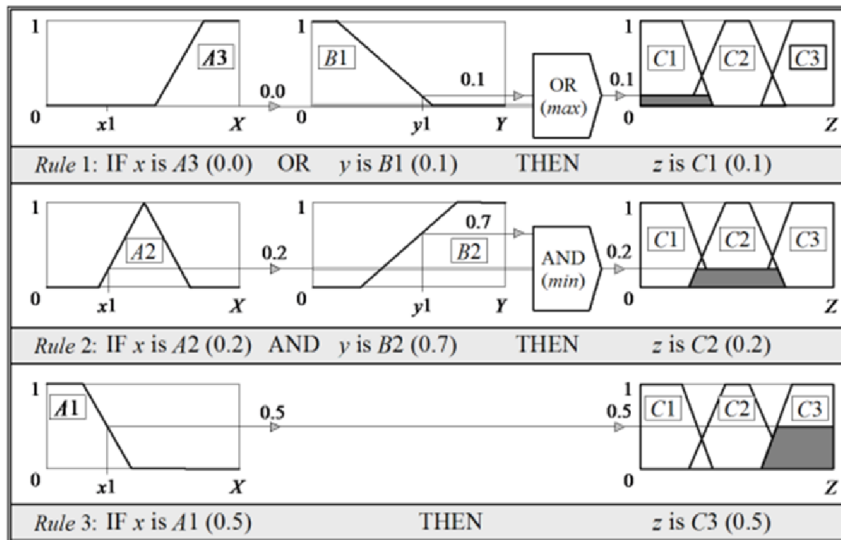 1 1 1
A3 B1 0.1 OR (max) 0.1 C1 C2 C3
0.0
0 x1 X 0 y1 Y 0 Z
Rule 1: IF x is A3 (0.0) OR y is B1 (0.1) THEN z is C1 (0.1)
1 1 1
A2 0.2 0.7 B2 AND (min) 0.2 C1 C2 C3
0 x1 X 0 y1 Y 0 Z
Rule 2: IF x is A2 (0.2) AND y is B2 (0.7) THEN z is C2 (0.2)
1 1
A1 0.5 0.5 C1 C2 C3
0 x1 X 0 Z
Rule 3: IF x is A1 (0.5) THEN z is C3 (0.5)